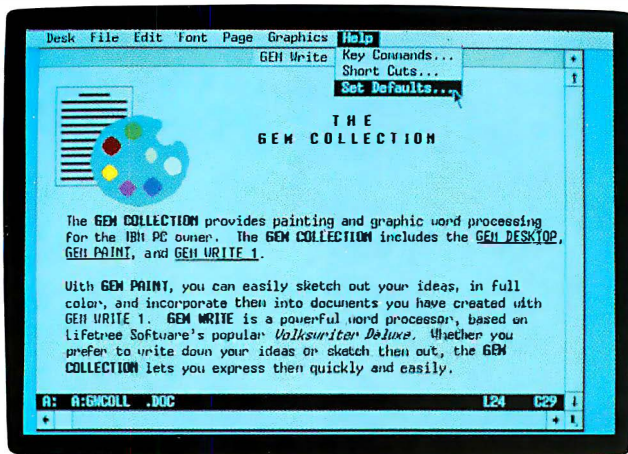 Desk File Edit Font Page Graphics Help
GEM Write
Key Commands...
Short Cuts...
Set Defaults...
THE
GEM COLLECTION
The GEM COLLECTION provides painting and graphic word processing
for the IBM PC owner. The GEM COLLECTION includes the GEM DESKTOP,
GEM PAINT, and GEM WRITE 1.
With GEM PAINT, you can easily sketch out your ideas, in full
color, and incorporate them into documents you have created with
GEM WRITE 1. GEM WRITE is a powerful word processor, based on
Lifetree Software's popular Volkswriter Deluxe. Whether you
prefer to write down your ideas or sketch them out, the GEM
COLLECTION lets you express them quickly and easily.
A: A:GWCOLL .DOC L24 C29